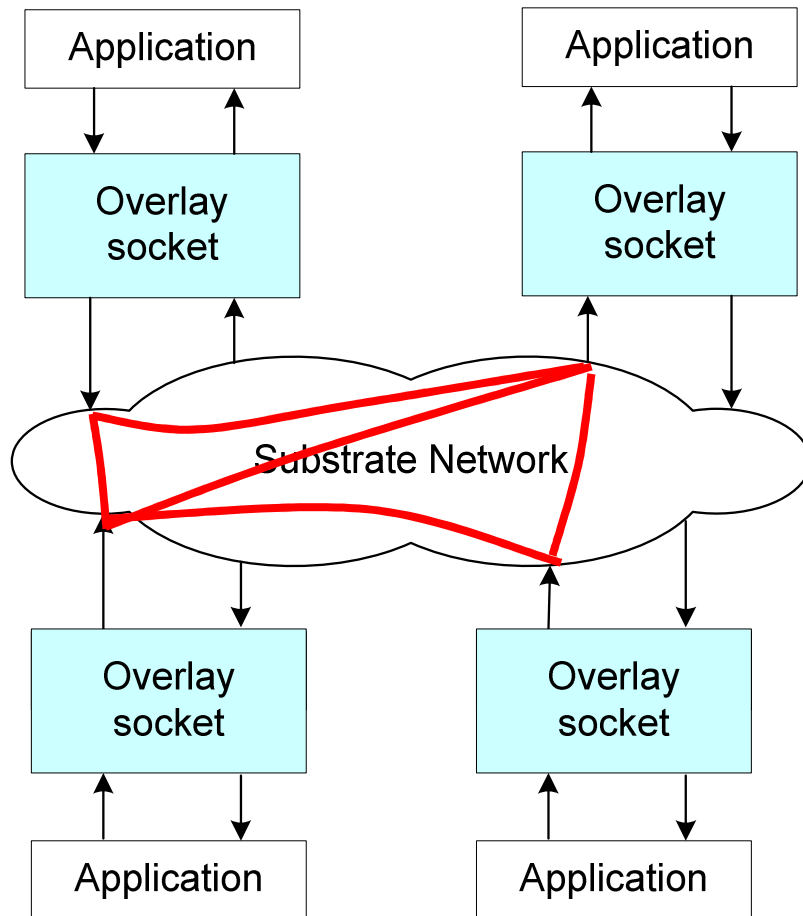 Application
Application
Overlay
socket
Overlay
socket
Substrate Network
Overlay
socket
Overlay
socket
Application
Application